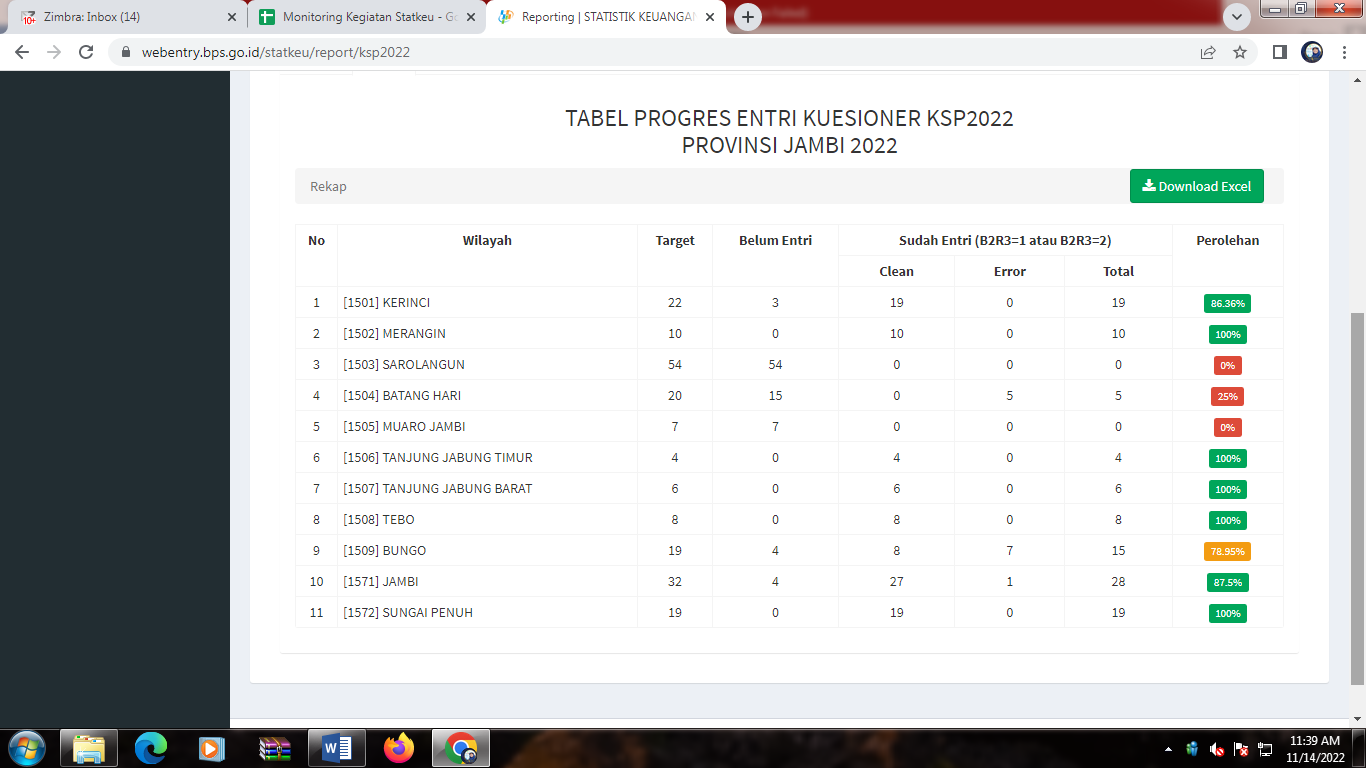 Zimbra: Inbox (14)
Monitoring Kegiatan Statkeu - Go
Reporting | STATISTIK KEUANGAN
webentry.bps.go.id/statkeu/report/ksp2022
TABEL PROGRES ENTRI KUESIONER KSP2022
PROVINSI JAMBI 2022
Rekap
Download Excel
No Wilayah Target Belum Entri Sudah Entri (B2R3=1 atau B2R3=2) Perolehan
Clean Error Total
1 [1501] KERINCI 22 3 19 0 19 86.36%
2 [1502] MERANGIN 10 0 10 0 10 100%
3 [1503] SAROLANGUN 54 54 0 0 0 0%
4 [1504] BATANG HARI 20 15 0 5 5 25%
5 [1505] MUARO JAMBI 7 7 0 0 0 0%
6 [1506] TANJUNG JABUNG TIMUR 4 0 4 0 4 100%
7 [1507] TANJUNG JABUNG BARAT 6 0 6 0 6 100%
8 [1508] TEBO 8 0 8 0 8 100%
9 [1509] BUNGO 19 4 8 7 15 78.95%
10 [1571] JAMBI 32 4 27 1 28 87.5%
11 [1572] SUNGAI PENUH 19 0 19 0 19 100%
11:39 AM
11/14/2022